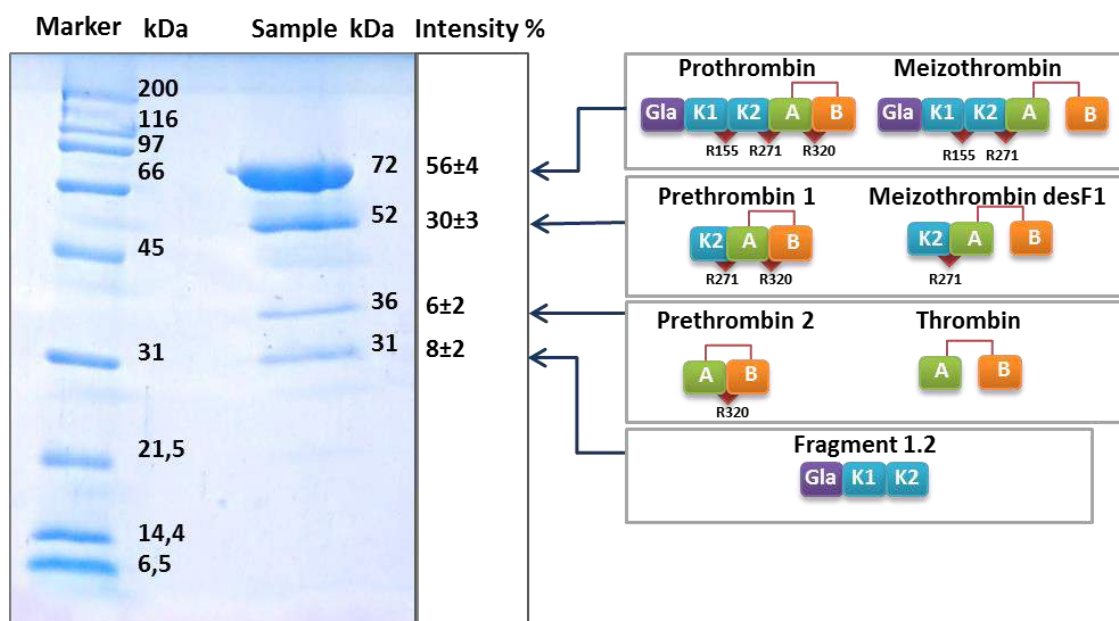 Marker kDa Sample kDa Intensity %
200
116
97
66
45
31
21,5
14,4
6,5
72 56±4
52 30±3
36 6±2
31 8±2
Prothrombin Meizothrombin
Gla K1 K2 A B Gla K1 K2 A B
R155 R271 R320 R155 R271
Prethrombin 1 Meizothrombin desF1
K2 A B K2 A B
R271 R320 R271
Prethrombin 2 Thrombin
A B A B
R320
Fragment 1.2
Gla K1 K2